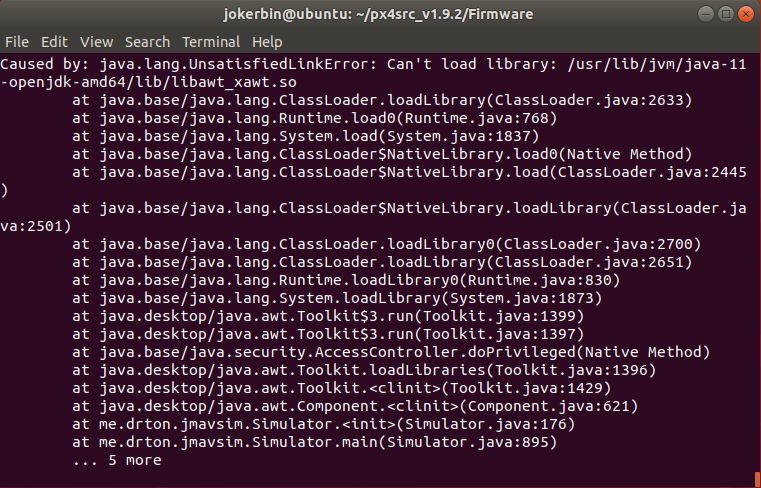 jokerbin@ubuntu: ~/px4src_v1.9.2/Firmware
File Edit View Search Terminal Help
Caused by: java.lang.UnsatisfiedLinkError: Can't load library: /usr/lib/jvm/java-11
-openjdk-amd64/lib/libawt_xawt.so
at java.base/java.lang.ClassLoader.loadLibrary(ClassLoader.java:2633)
at java.base/java.lang.Runtime.load0(Runtime.java:768)
at java.base/java.lang.System.load(System.java:1837)
at java.base/java.lang.ClassLoader$NativeLibrary.load0(Native Method)
at java.base/java.lang.ClassLoader$NativeLibrary.load(ClassLoader.java:2445
)
at java.base/java.lang.ClassLoader$NativeLibrary.loadLibrary(ClassLoader.ja
va:2501)
at java.base/java.lang.ClassLoader.loadLibrary0(ClassLoader.java:2700)
at java.base/java.lang.ClassLoader.loadLibrary(ClassLoader.java:2651)
at java.base/java.lang.Runtime.loadLibrary0(Runtime.java:830)
at java.base/java.lang.System.loadLibrary(System.java:1873)
at java.desktop/java.awt.Toolkit$3.run(Toolkit.java:1399)
at java.desktop/java.awt.Toolkit$3.run(Toolkit.java:1397)
at java.base/java.security.AccessController.doPrivileged(Native Method)
at java.desktop/java.awt.Toolkit.loadLibraries(Toolkit.java:1396)
at java.desktop/java.awt.Toolkit.<clinit>(Toolkit.java:1429)
at java.desktop/java.awt.Component.<clinit>(Component.java:621)
at me.drton.jmavsim.Simulator.<init>(Simulator.java:176)
at me.drton.jmavsim.Simulator.main(Simulator.java:895)
... 5 more